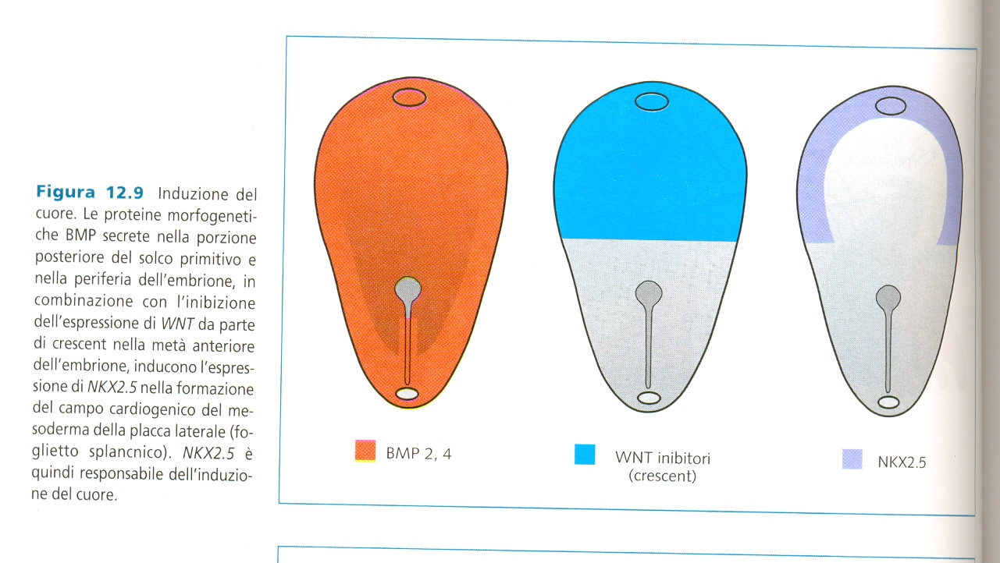 Figura 12.9 Induzione del
cuore. Le proteine morfogeneti-
che BMP secrete nella porzione
posteriore del solco primitivo e
nella periferia dell'embrione, in
combinazione con l'inibizione
dell'espressione di WNT da parte
di crescent nella metà anteriore
dell'embrione, inducono l'espres-
sione di NKX2.5 nella formazione
del campo cardiogenico del me-
soderma della placca laterale (fo-
glietto splancnico). NKX2.5 è
quindi responsabile dell'induzio-
ne del cuore.
BMP 2, 4
WNT inibitori
(crescent)
NKX2.5